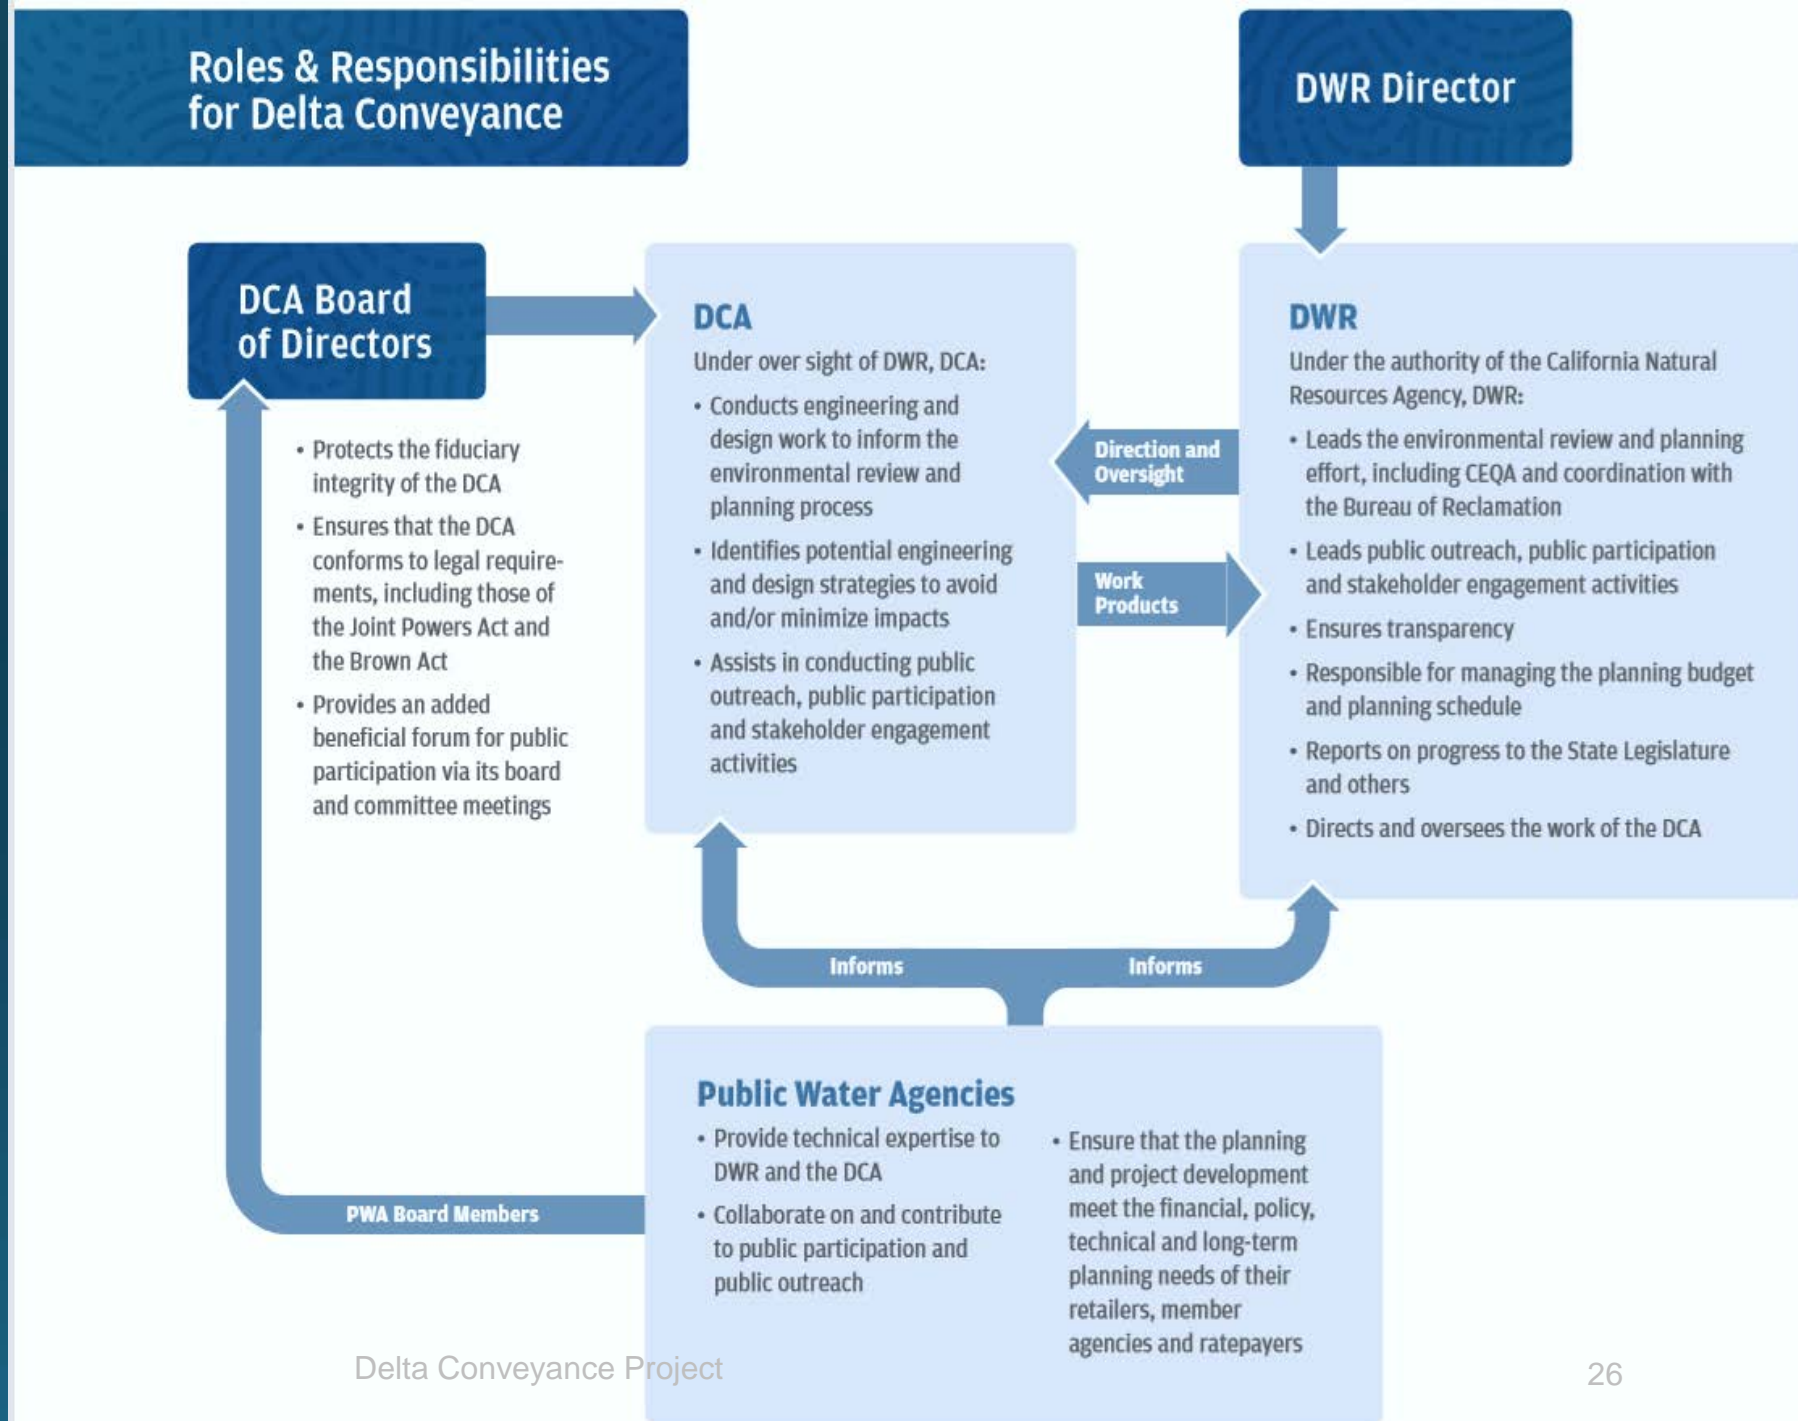 Roles & Responsibilities
for Delta Conveyance
DWR Director
DCA Board
of Directors
• Protects the fiduciary
integrity of the DCA
• Ensures that the DCA
conforms to legal require-
ments, including those of
the Joint Powers Act and
the Brown Act
• Provides an added
beneficial forum for public
participation via its board
and committee meetings
DCA
Under over sight of DWR, DCA:
• Conducts engineering and
design work to inform the
environmental review and
planning process
• Identifies potential engineering
and design strategies to avoid
and/or minimize impacts
• Assists in conducting public
outreach, public participation
and stakeholder engagement
activities
Direction and
Oversight
Work
Products
DWR
Under the authority of the California Natural
Resources Agency, DWR:
• Leads the environmental review and planning
effort, including CEQA and coordination with
the Bureau of Reclamation
• Leads public outreach, public participation
and stakeholder engagement activities
• Ensures transparency
• Responsible for managing the planning budget
and planning schedule
• Reports on progress to the State Legislature
and others
• Directs and oversees the work of the DCA
Informs
Informs
PWA Board Members
Public Water Agencies
• Provide technical expertise to
DWR and the DCA
• Collaborate on and contribute
to public participation and
public outreach
• Ensure that the planning
and project development
meet the financial, policy,
technical and long-term
planning needs of their
retailers, member
agencies and ratepayers
Delta Conveyance Project
26